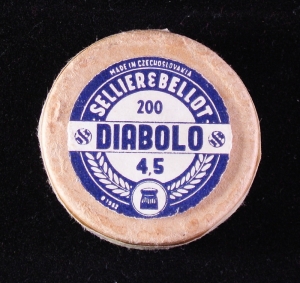 MADE IN CZECHOSLOVAKIA
SELLIER & BELLOT
200
DIABOLO
4,5